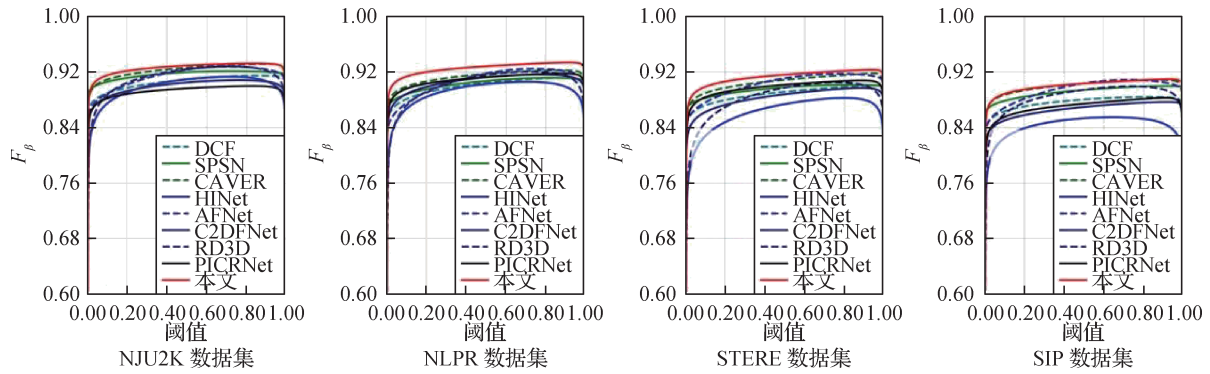 1.00
0.92
0.84
0.76
0.68
0.60
Fβ
DCF
SPSN
CAVER
HINet
AFNet
C2DFNet
RD3D
PICRNet
本文
0.00 0.20 0.40 0.60 0.80 1.00
阈值
NJU2K 数据集
1.00
0.92
0.84
0.76
0.68
0.60
Fβ
DCF
SPSN
CAVER
HINet
AFNet
C2DFNet
RD3D
PICRNet
本文
0.00 0.20 0.40 0.60 0.80 1.00
阈值
NLPR 数据集
1.00
0.92
0.84
0.76
0.68
0.60
Fβ
DCF
SPSN
CAVER
HINet
AFNet
C2DFNet
RD3D
PICRNet
本文
0.00 0.20 0.40 0.60 0.80 1.00
阈值
STERE 数据集
1.00
0.92
0.84
0.76
0.68
0.60
Fβ
DCF
SPSN
CAVER
HINet
AFNet
C2DFNet
RD3D
PICRNet
本文
0.00 0.20 0.40 0.60 0.80 1.00
阈值
SIP 数据集